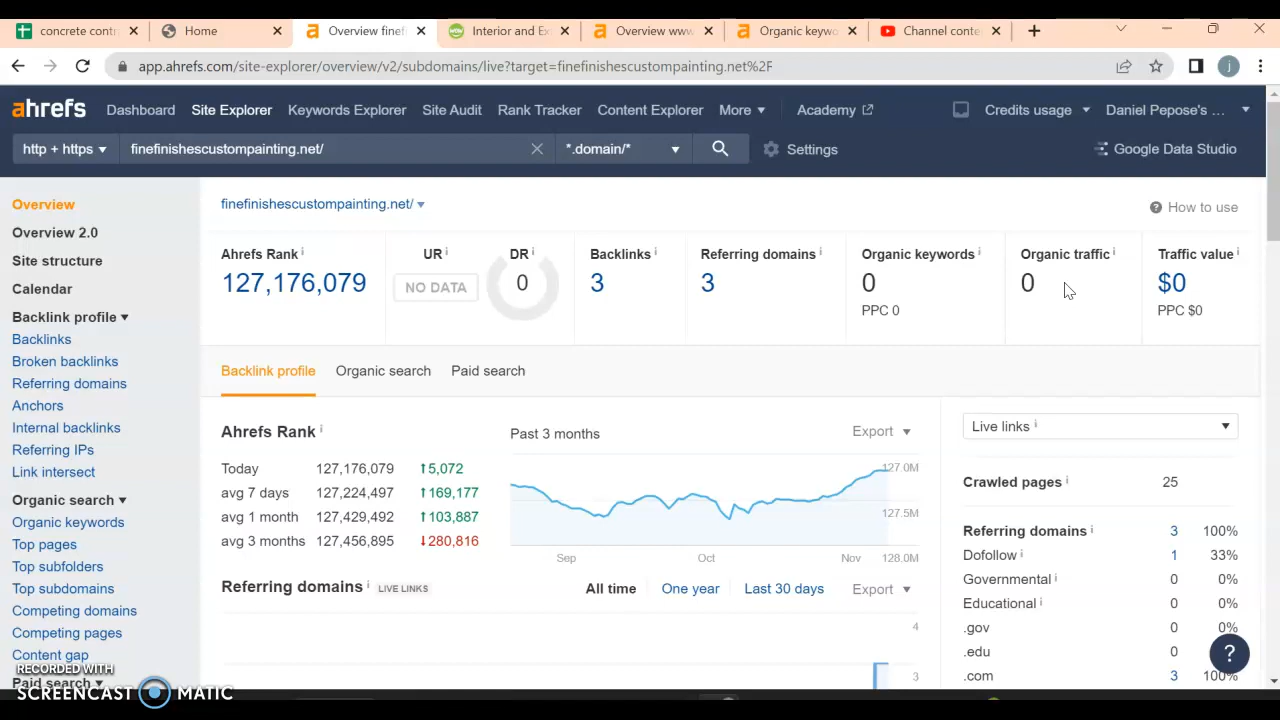 concrete contr
Home
Overview finef
Interior and Ex
Overview www
Organic keywo
Channel conte
app.ahrefs.com/site-explorer/overview/v2/subdomains/live?target=finefinishescustompainting.net%2F
j
ahrefs
Dashboard
Site Explorer
Keywords Explorer
Site Audit
Rank Tracker
Content Explorer
More
Academy
Credits usage
Daniel Pepose's ...
http + https
finefinishescustompainting.net/
*.domain/*
Settings
Google Data Studio
Overview
Overview 2.0
Site structure
Calendar
Backlink profile
Backlinks
Broken backlinks
Referring domains
Anchors
Internal backlinks
Referring IPs
Link intersect
Organic search
Organic keywords
Top pages
Top subfolders
Top subdomains
Competing domains
Competing pages
Content gap
Paid search
RECORDED WITH
SCREENCAST MATIC
finefinishescustompainting.net/
How to use
Ahrefs Rank
127,176,079
UR
NO DATA
DR
0
Backlinks
3
Referring domains
3
Organic keywords
0
PPC 0
Organic traffic
0
Traffic value
$0
PPC $0
Backlink profile
Organic search
Paid search
Ahrefs Rank
Today 127,176,079 ↑5,072
avg 7 days 127,224,497 ↑169,177
avg 1 month 127,429,492 ↑103,887
avg 3 months 127,456,895 ↓280,816
Past 3 months
Export
127.0M
127.5M
128.0M
Sep Oct Nov
Referring domains LIVE LINKS
All time One year Last 30 days Export
4
3
Live links
Crawled pages 25
Referring domains 3 100%
Dofollow 1 33%
Governmental 0 0%
Educational 0 0%
.gov 0 0%
.edu 0
.com 3 100%
?